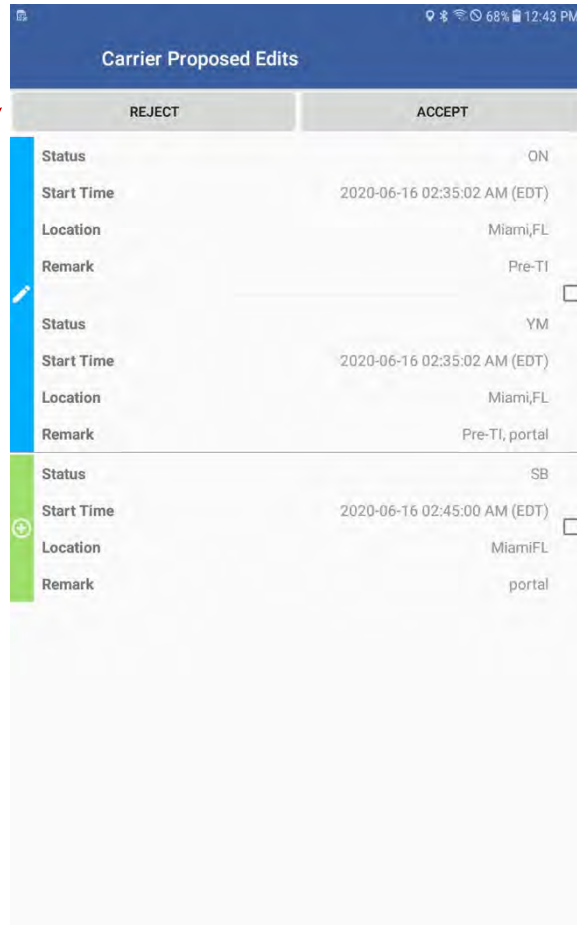 68% 12:43 PM
Carrier Proposed Edits
REJECT ACCEPT
Status ON
Start Time 2020-06-16 02:35:02 AM (EDT)
Location Miami,FL
Remark Pre-TI
Status YM
Start Time 2020-06-16 02:35:02 AM (EDT)
Location Miami,FL
Remark Pre-TI, portal
Status SB
Start Time 2020-06-16 02:45:00 AM (EDT)
Location MiamiFL
Remark portal